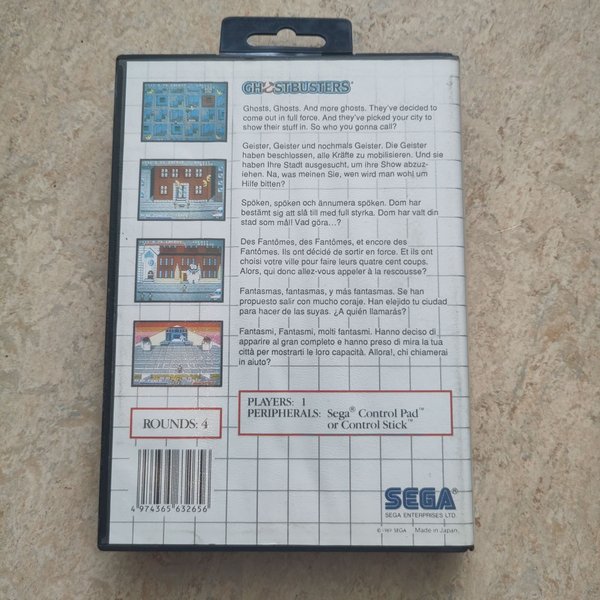 GHOSTBUSTERS
Ghosts, Ghosts. And more ghosts. They've decided to
come out in full force. And they've picked your city to
show their stuff in. So who you gonna call?
Geister, Geister und nochmals Geister. Die Geister
haben beschlossen, alle Kräfte zu mobilisieren. Und sie
haben Ihre Stadt ausgesucht, um ihre Show abzuz-
iehen. Na, was meinen Sie, wen wird man wohl um
Hilfe bitten?
Spöken, spöken och ännumera spöken. Dom har
bestämt sig att slå till med full styrka. Dom har valt din
stad som mål! Vad göra...?
Des Fantômes, des Fantômes, et encore des
Fantômes. Ils ont décidé de sortir en force. Et ils ont
choisi votre ville pour faire leurs quatre cent coups.
Alors, qui donc allez-vous appeler à la rescousse?
Fantasmas, fantasmas, y más fantasmas. Se han
propuesto salir con mucho coraje. Han elejido tu ciudad
para hacer de las suyas. ¿A quién llamarás?
Fantasmi, Fantasmi, molti fantasmi. Hanno deciso di
apparire al gran completo e hanno preso di mira la tua
città per mostrarti le loro capacità. Allora!, chi chiamerai
in aiuto?
PLAYERS: 1
PERIPHERALS: Sega® Control Pad™
or Control Stick™
ROUNDS: 4
4 974365 632656
SEGA®
SEGA ENTERPRISES LTD.
© 1987 SEGA Made in Japan.